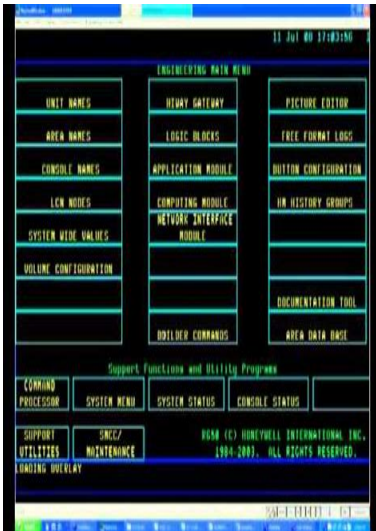 11 Jul 17:03:56
ENGINEERING MAIN MENU
UNIT NAMES
HIWAY GATEWAY
PICTURE EDITOR
AREA NAMES
LOGIC BLOCKS
FREE FORMAT LOGS
CONSOLE NAMES
APPLICATION MODULE
BUTTON CONFIGURATION
LCN NODES
COMPUTING MODULE
HM HISTORY GROUPS
SYSTEM WIDE VALUES
NETWORK INTERFACE
MODULE
VOLUME CONFIGURATION
DOCUMENTATION TOOL
BUILDER COMMANDS
AREA DATA BASE
Support Functions and Utility Programs
COMMAND
PROCESSOR
SYSTEM MENU
SYSTEM STATUS
CONSOLE STATUS
SUPPORT
UTILITIES
SMCC/
MAINTENANCE
(C) HONEYWELL INTERNATIONAL INC.
1984-2003. ALL RIGHTS RESERVED.
LOADING OVERLAY